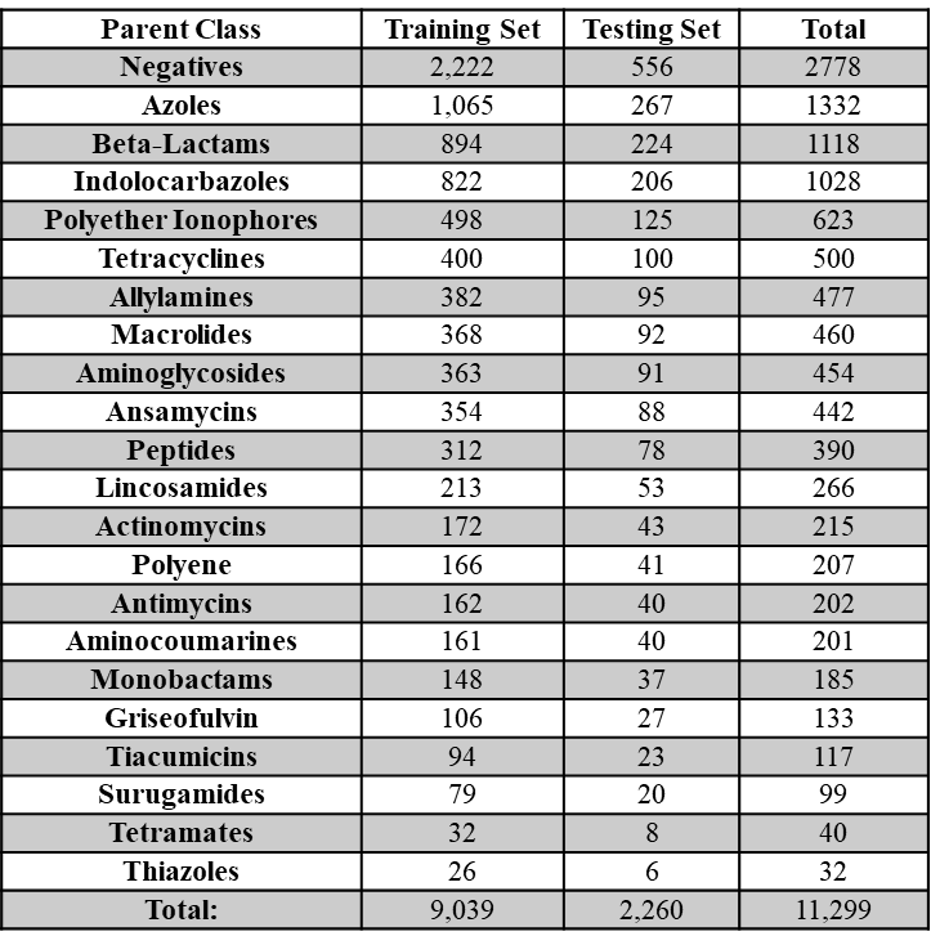 Parent Class Training Set Testing Set Total
Negatives 2,222 556 2778
Azoles 1,065 267 1332
Beta-Lactams 894 224 1118
Indolocarbazoles 822 206 1028
Polyether Ionophores 498 125 623
Tetracyclines 400 100 500
Allylamines 382 95 477
Macrolides 368 92 460
Aminoglycosides 363 91 454
Ansamycins 354 88 442
Peptides 312 78 390
Lincosamides 213 53 266
Actinomycins 172 43 215
Polyene 166 41 207
Antimycins 162 40 202
Aminocoumarines 161 40 201
Monobactams 148 37 185
Griseofulvin 106 27 133
Tiacumicins 94 23 117
Surugamides 79 20 99
Tetramates 32 8 40
Thiazoles 26 6 32
Total: 9,039 2,260 11,299